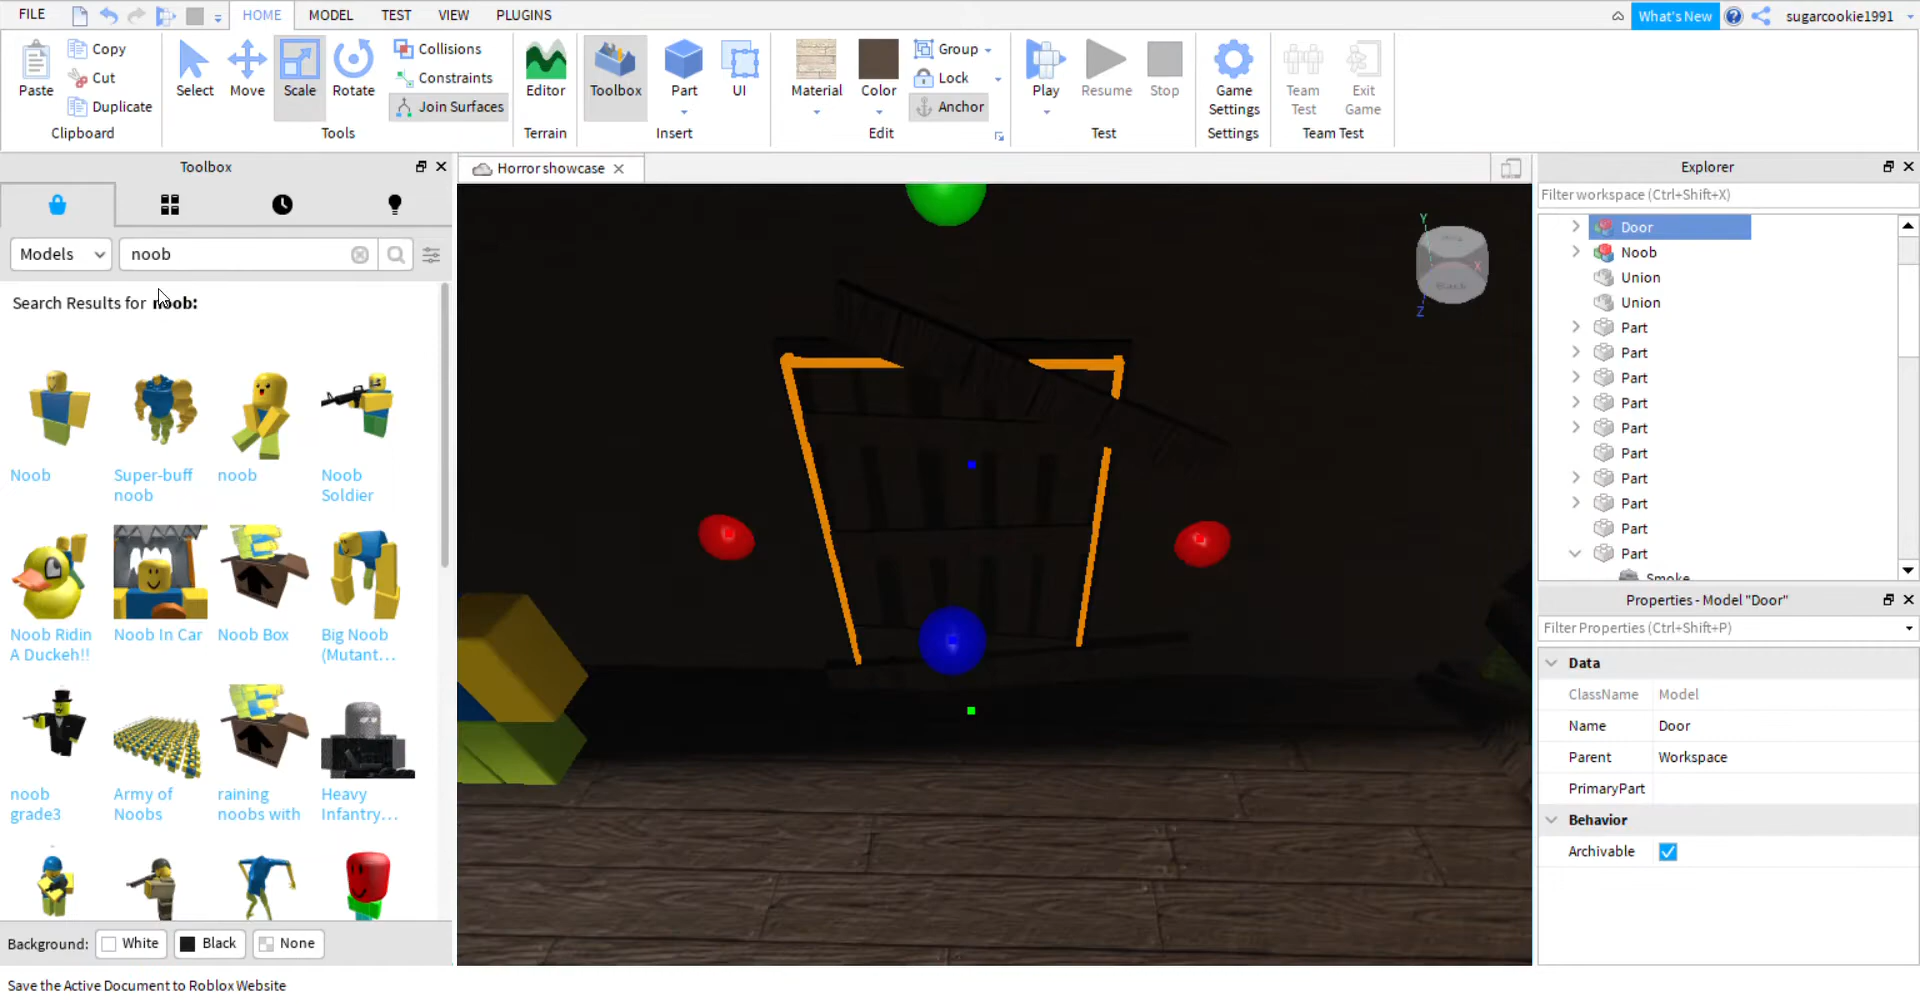 FILE
HOME
MODEL
TEST
VIEW
PLUGINS
What's New
sugarcookie1991
Paste
Copy
Cut
Duplicate
Clipboard
Select
Move
Scale
Rotate
Tools
Collisions
Constraints
Join Surfaces
Editor
Terrain
Toolbox
Part
UI
Insert
Material
Color
Group
Lock
Anchor
Edit
Play
Resume
Stop
Test
Game
Settings
Settings
Team
Test
Exit
Game
Team Test
Toolbox
Models
noob
Search Results for noob:
Noob
Super-buff
noob
noob
Noob
Soldier
Noob Ridin
A Duckeh!!
Noob In Car
Noob Box
Big Noob
(Mutant...
noob
grade3
Army of
Noobs
raining
noobs with
Heavy
Infantry...
Background:
White
Black
None
Save the Active Document to Roblox Website
Horror showcase
Y
X
Z
Back
Explorer
Filter workspace (Ctrl+Shift+X)
Door
Noob
Union
Union
Part
Part
Part
Part
Part
Part
Part
Part
Part
Part
Smoke
Properties - Model "Door"
Filter Properties (Ctrl+Shift+P)
Data
ClassName Model
Name Door
Parent Workspace
PrimaryPart
Behavior
Archivable